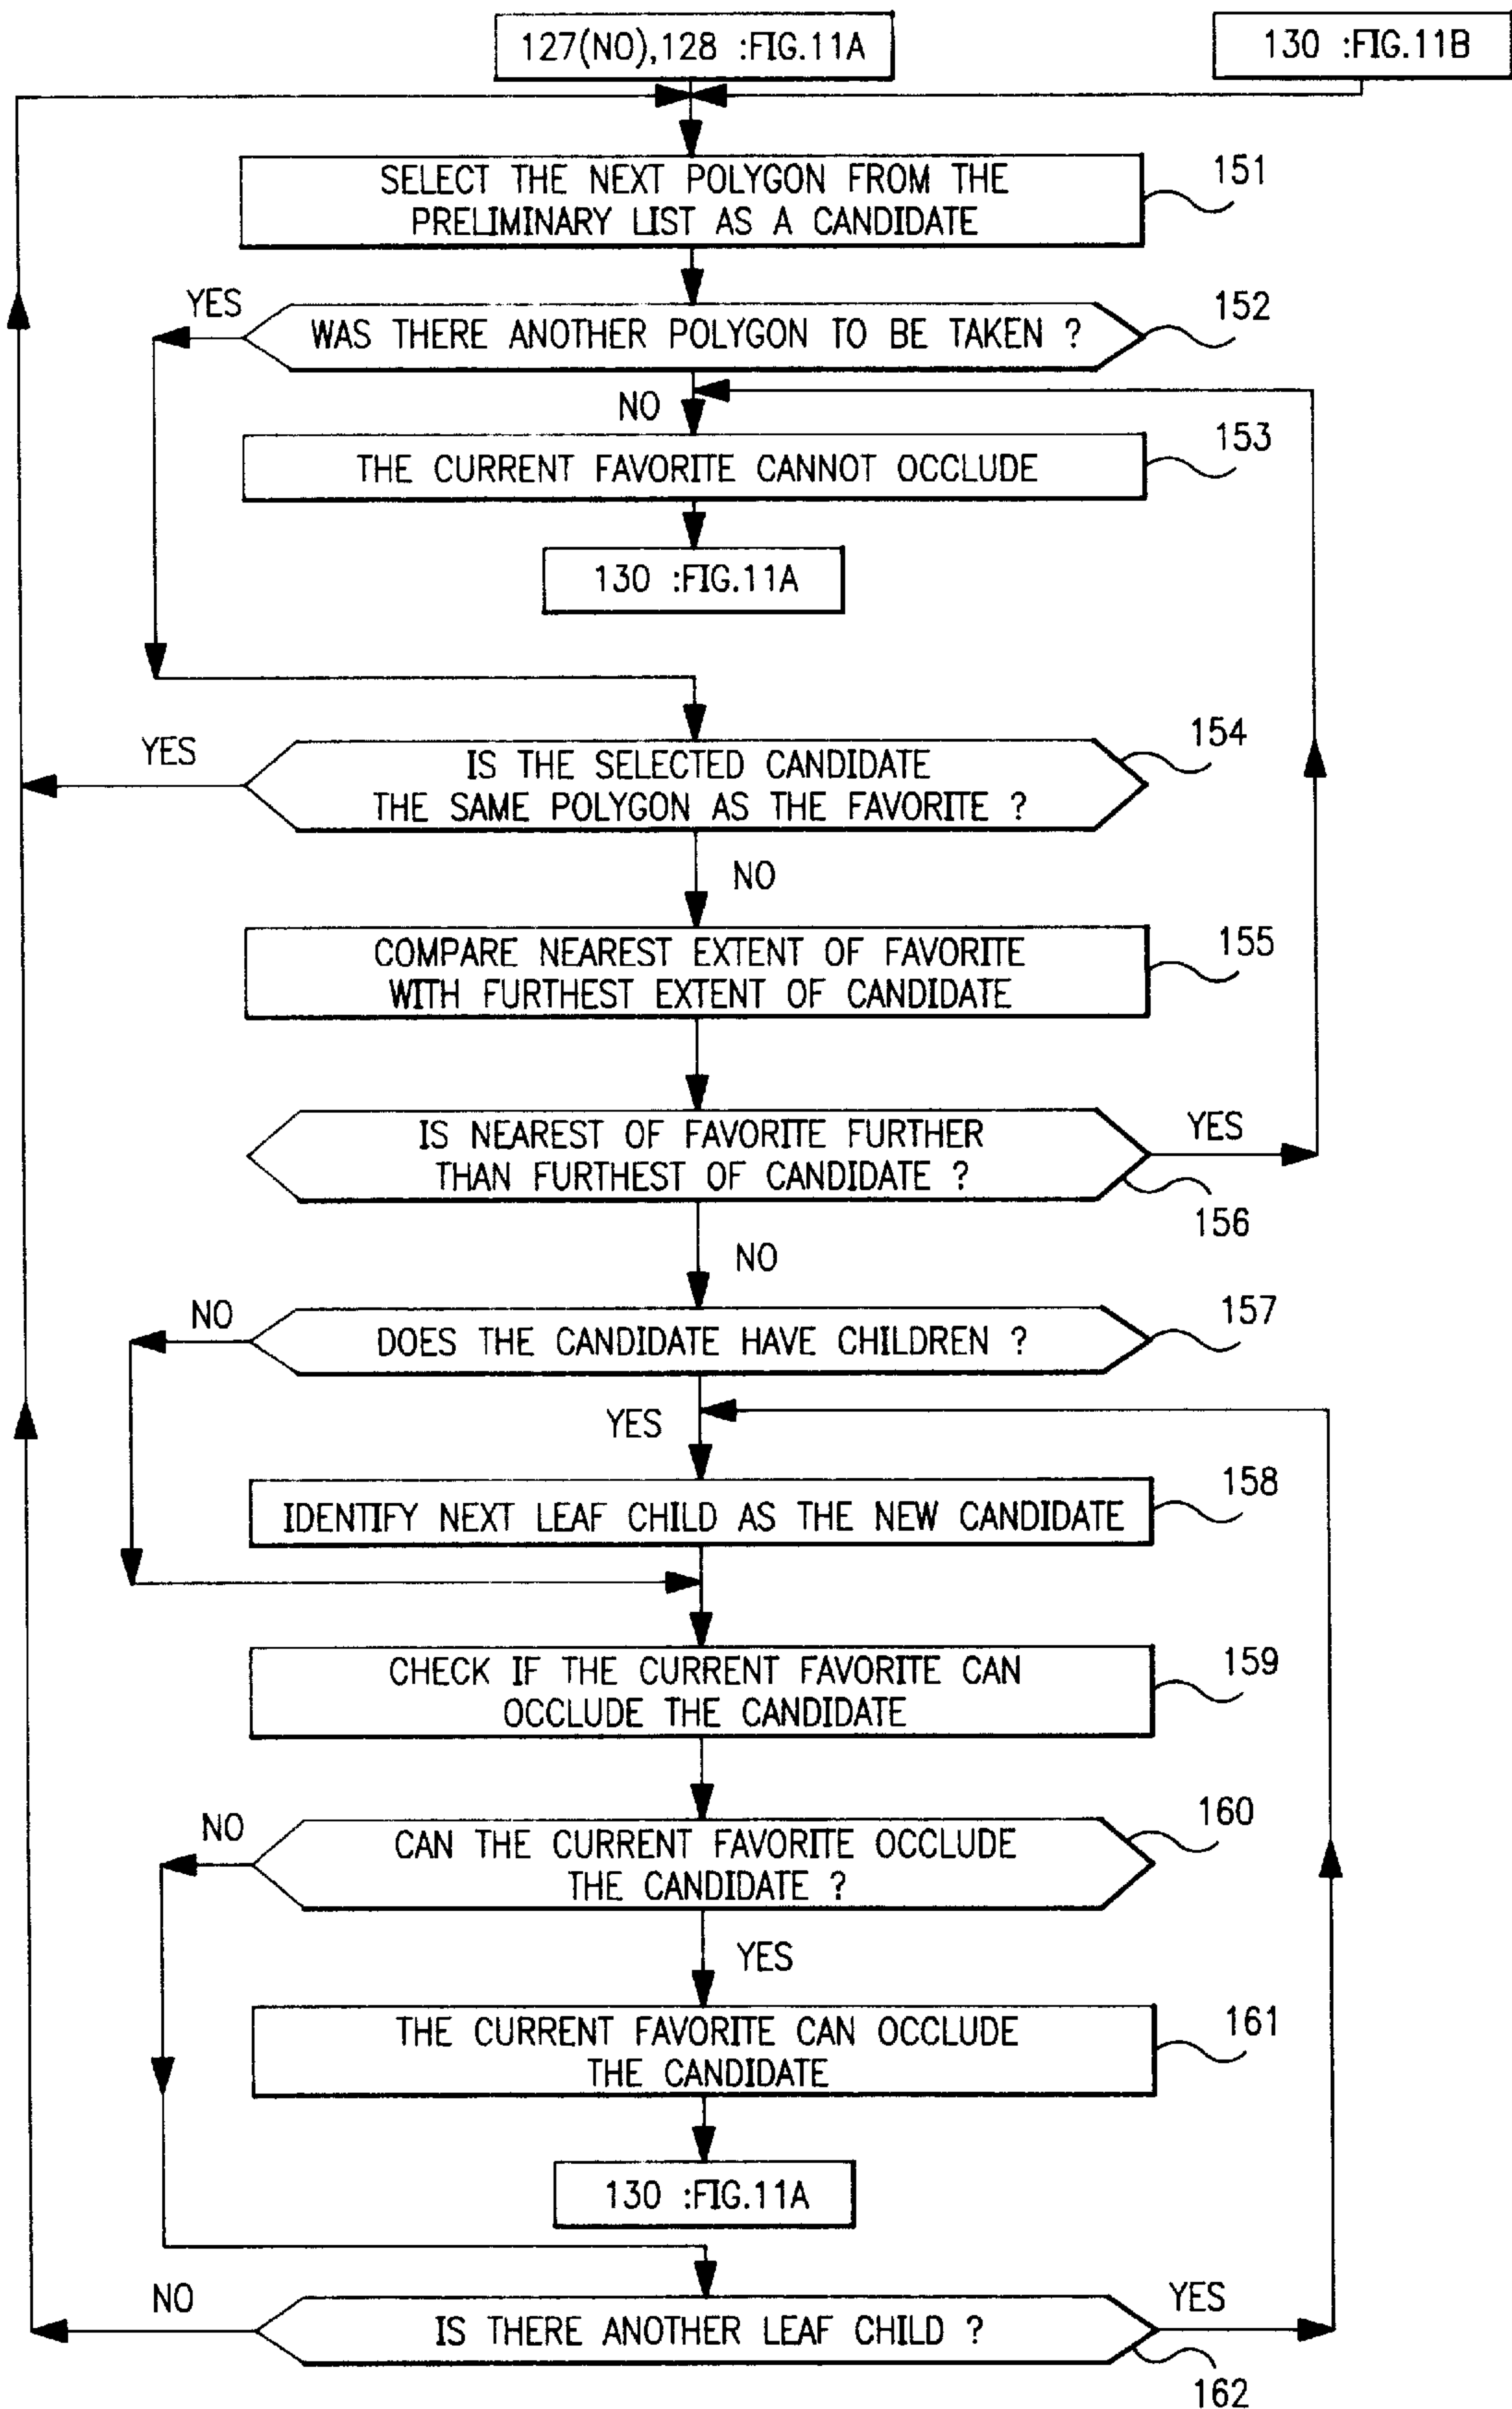 127(NO),128 :FIG.11A
130 :FIG.11B
SELECT THE NEXT POLYGON FROM THE
PRELIMINARY LIST AS A CANDIDATE
151
YES
WAS THERE ANOTHER POLYGON TO BE TAKEN ?
152
NO
THE CURRENT FAVORITE CANNOT OCCLUDE
153
130 :FIG.11A
YES
IS THE SELECTED CANDIDATE
THE SAME POLYGON AS THE FAVORITE ?
154
NO
COMPARE NEAREST EXTENT OF FAVORITE
WITH FURTHEST EXTENT OF CANDIDATE
155
IS NEAREST OF FAVORITE FURTHER
THAN FURTHEST OF CANDIDATE ?
YES
156
NO
NO
DOES THE CANDIDATE HAVE CHILDREN ?
157
YES
IDENTIFY NEXT LEAF CHILD AS THE NEW CANDIDATE
158
CHECK IF THE CURRENT FAVORITE CAN
OCCLUDE THE CANDIDATE
159
NO
CAN THE CURRENT FAVORITE OCCLUDE
THE CANDIDATE ?
160
YES
THE CURRENT FAVORITE CAN OCCLUDE
THE CANDIDATE
161
130 :FIG.11A
NO
IS THERE ANOTHER LEAF CHILD ?
YES
162